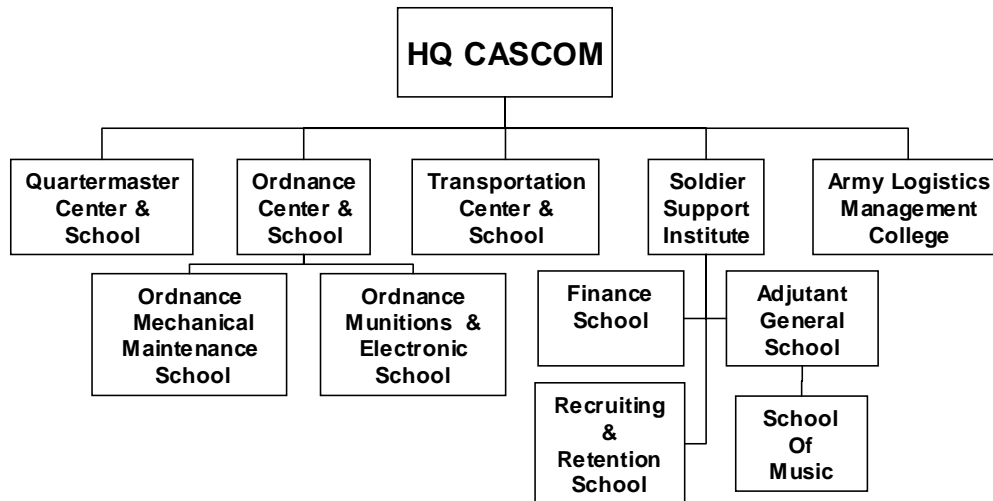 HQ CASCOM
Quartermaster
Center &
School
Ordnance
Center &
School
Transportation
Center &
School
Soldier
Support
Institute
Army Logistics
Management
College
Ordnance
Mechanical
Maintenance
School
Ordnance
Munitions &
Electronic
School
Finance
School
Adjutant
General
School
Recruiting
&
Retention
School
School
Of
Music